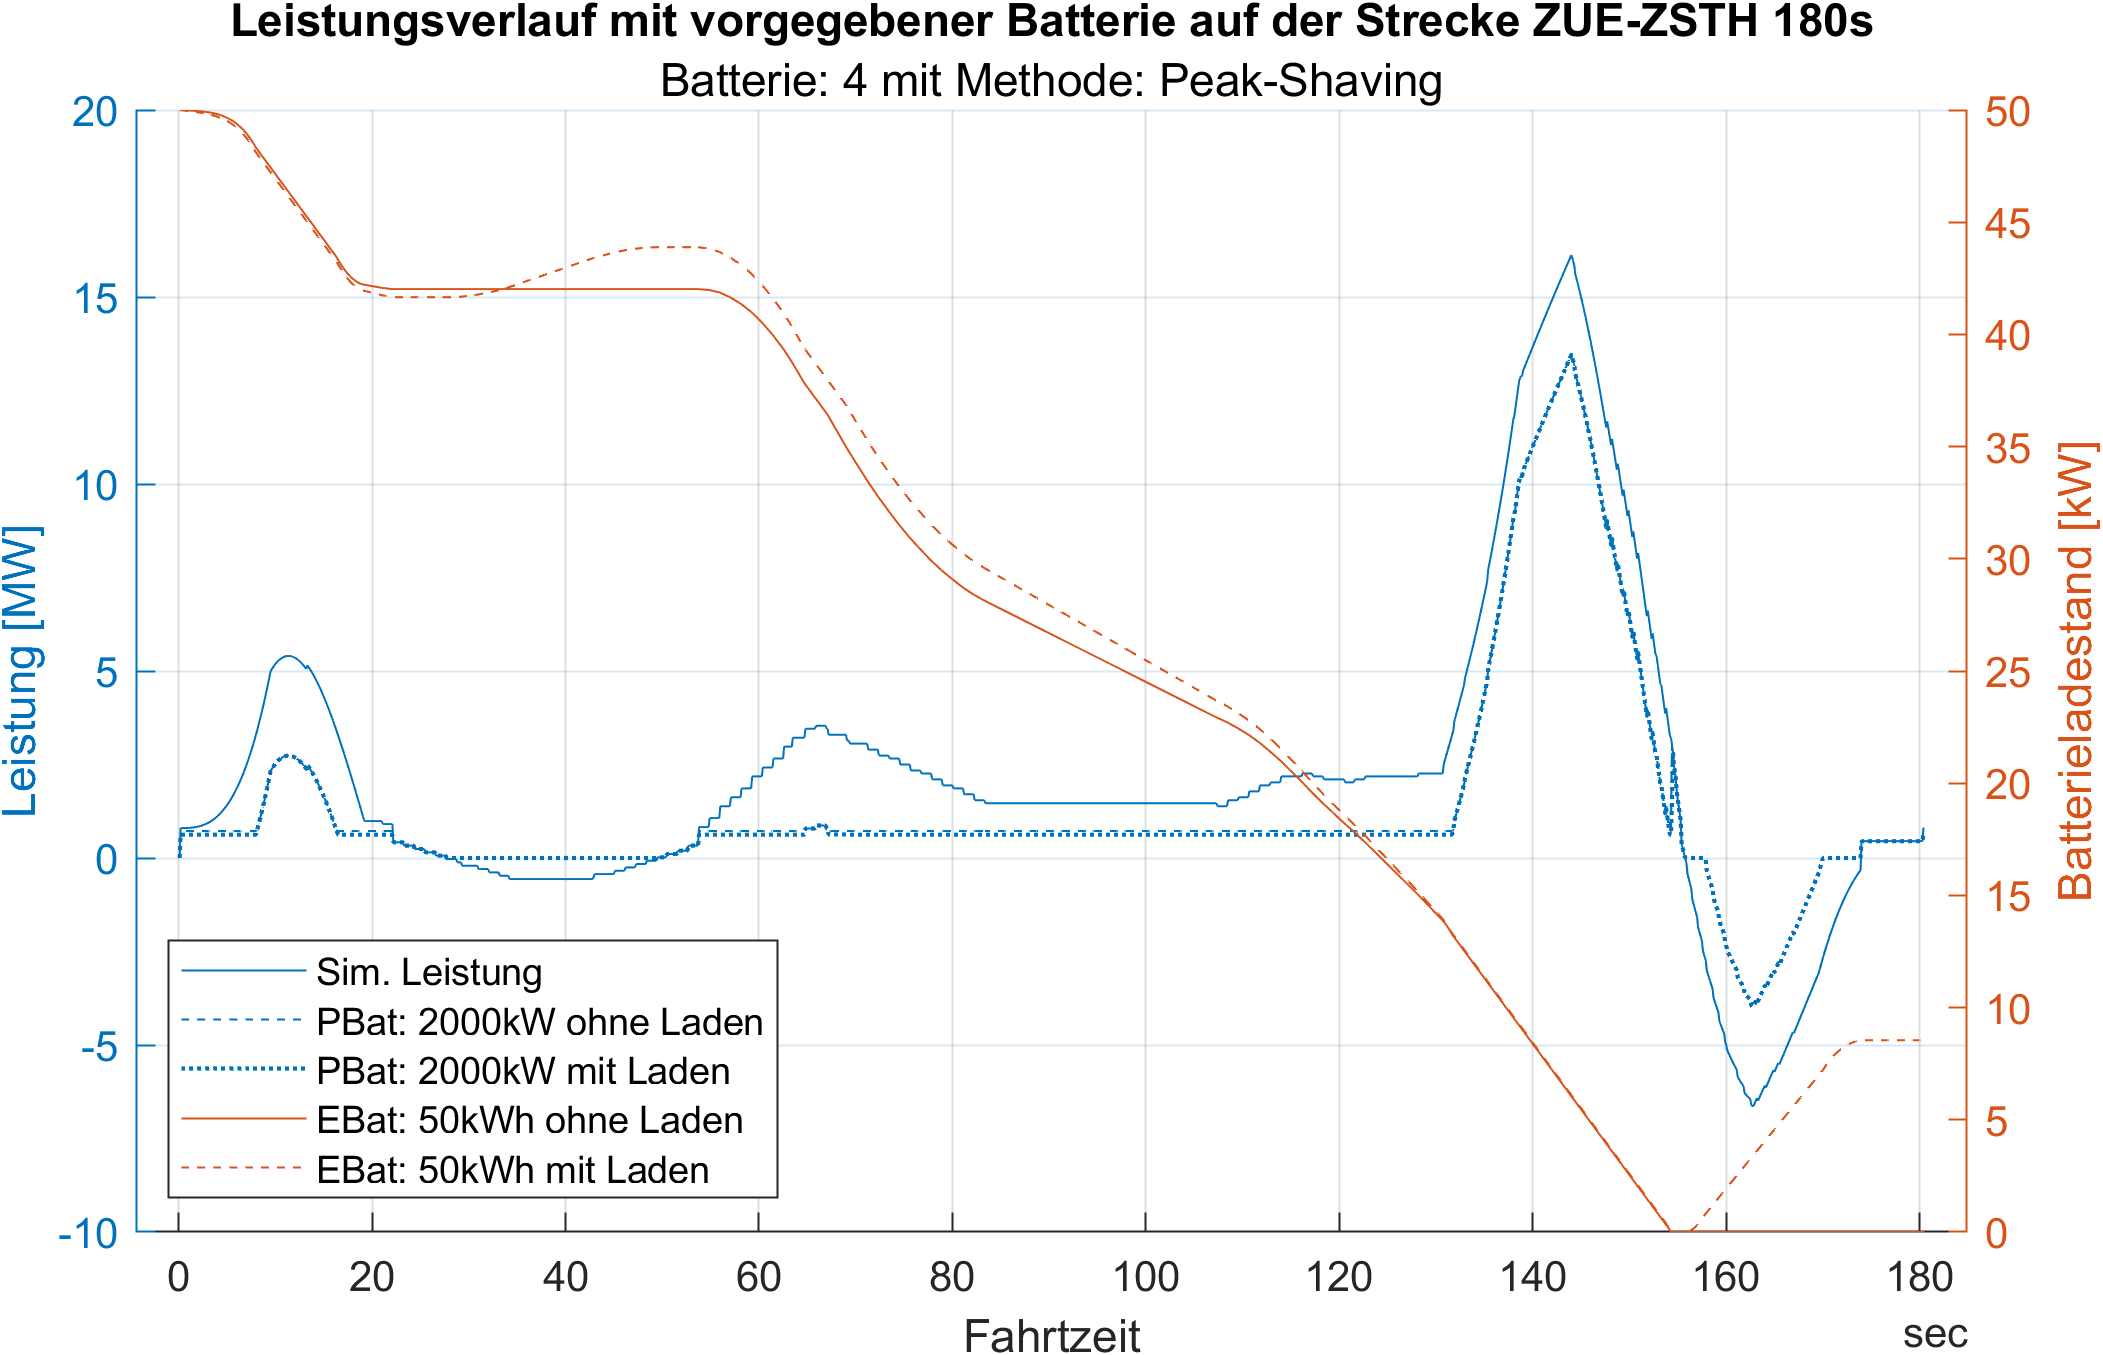 Leistungsverlauf mit vorgegebener Batterie auf der Strecke ZUE-ZSTH 180s
Batterie: 4 mit Methode: Peak-Shaving
20
15
10
5
0
-5
-10
Leistung [MW]
50
45
40
35
30
25
20
15
10
5
0
Batterieladestand [kW]
Sim. Leistung
PBat: 2000kW ohne Laden
PBat: 2000kW mit Laden
EBat: 50kWh ohne Laden
EBat: 50kWh mit Laden
0 20 40 60 80 100 120 140 160 180
Fahrtzeit
sec